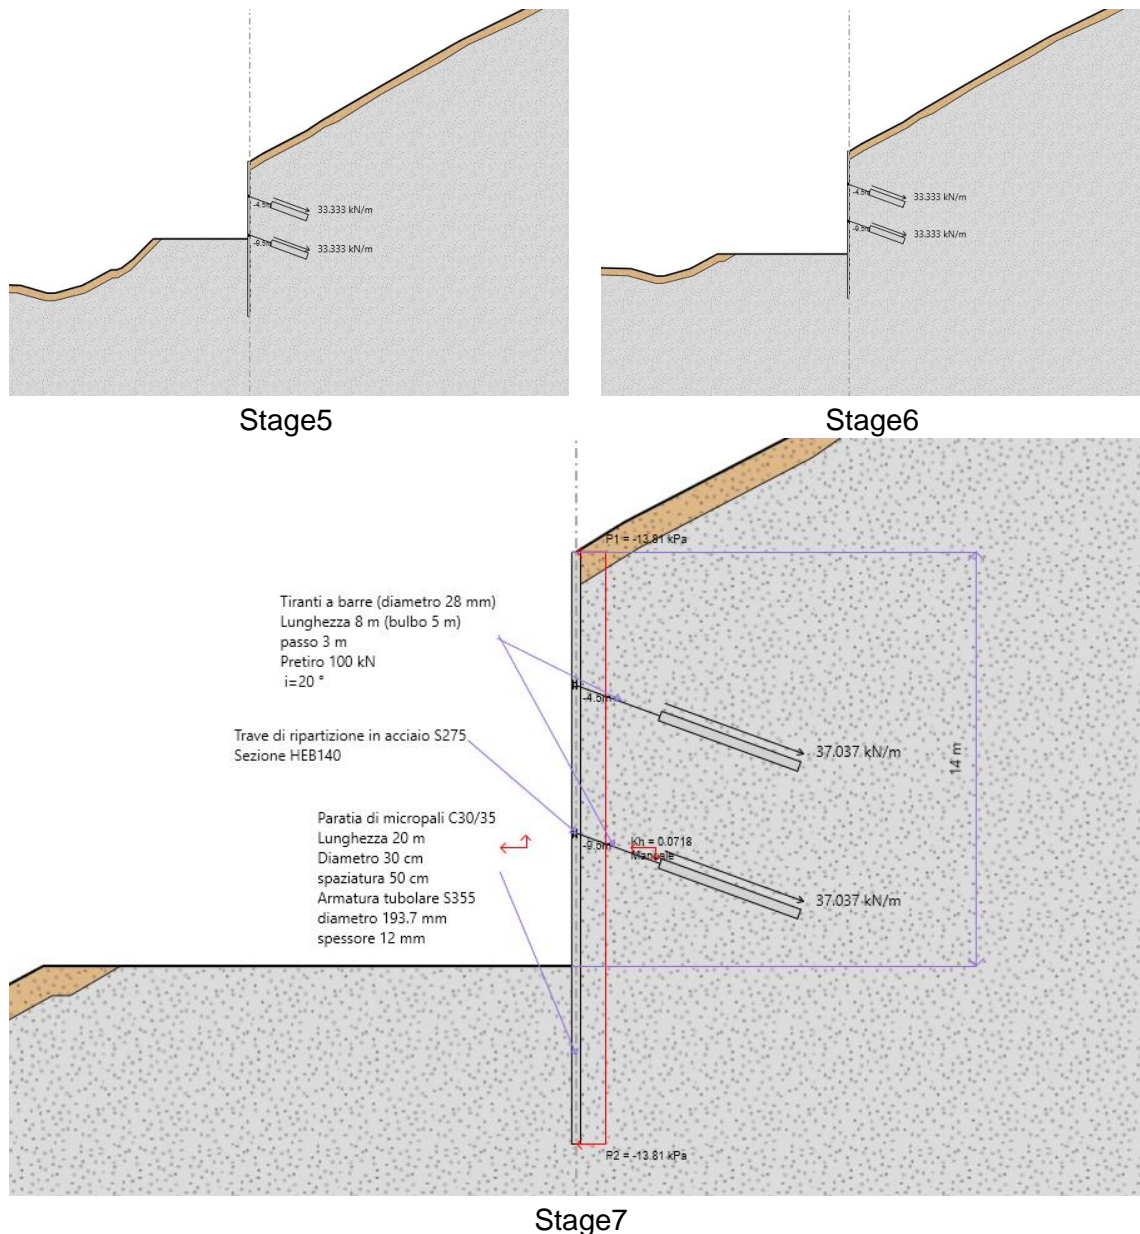 -4.5m
33.333 kN/m
-9.5m
33.333 kN/m
Stage5
-4.5m
33.333 kN/m
-9.5m
33.333 kN/m
Stage6
P1 = -13.81 kPa
Tiranti a barre (diametro 28 mm)
Lunghezza 8 m (bulbo 5 m)
passo 3 m
Pretiro 100 kN
i=20 °
-4.5m
Trave di ripartizione in acciaio S275
Sezione HEB140
37.037 kN/m
14 m
Paratia di micropali C30/35
Lunghezza 20 m
Diametro 30 cm
spaziatura 50 cm
Armatura tubolare S355
diametro 193.7 mm
spessore 12 mm
-9.5m
Kh = 0.0718
Manuale
37.037 kN/m
P2 = -13.81 kPa
Stage7